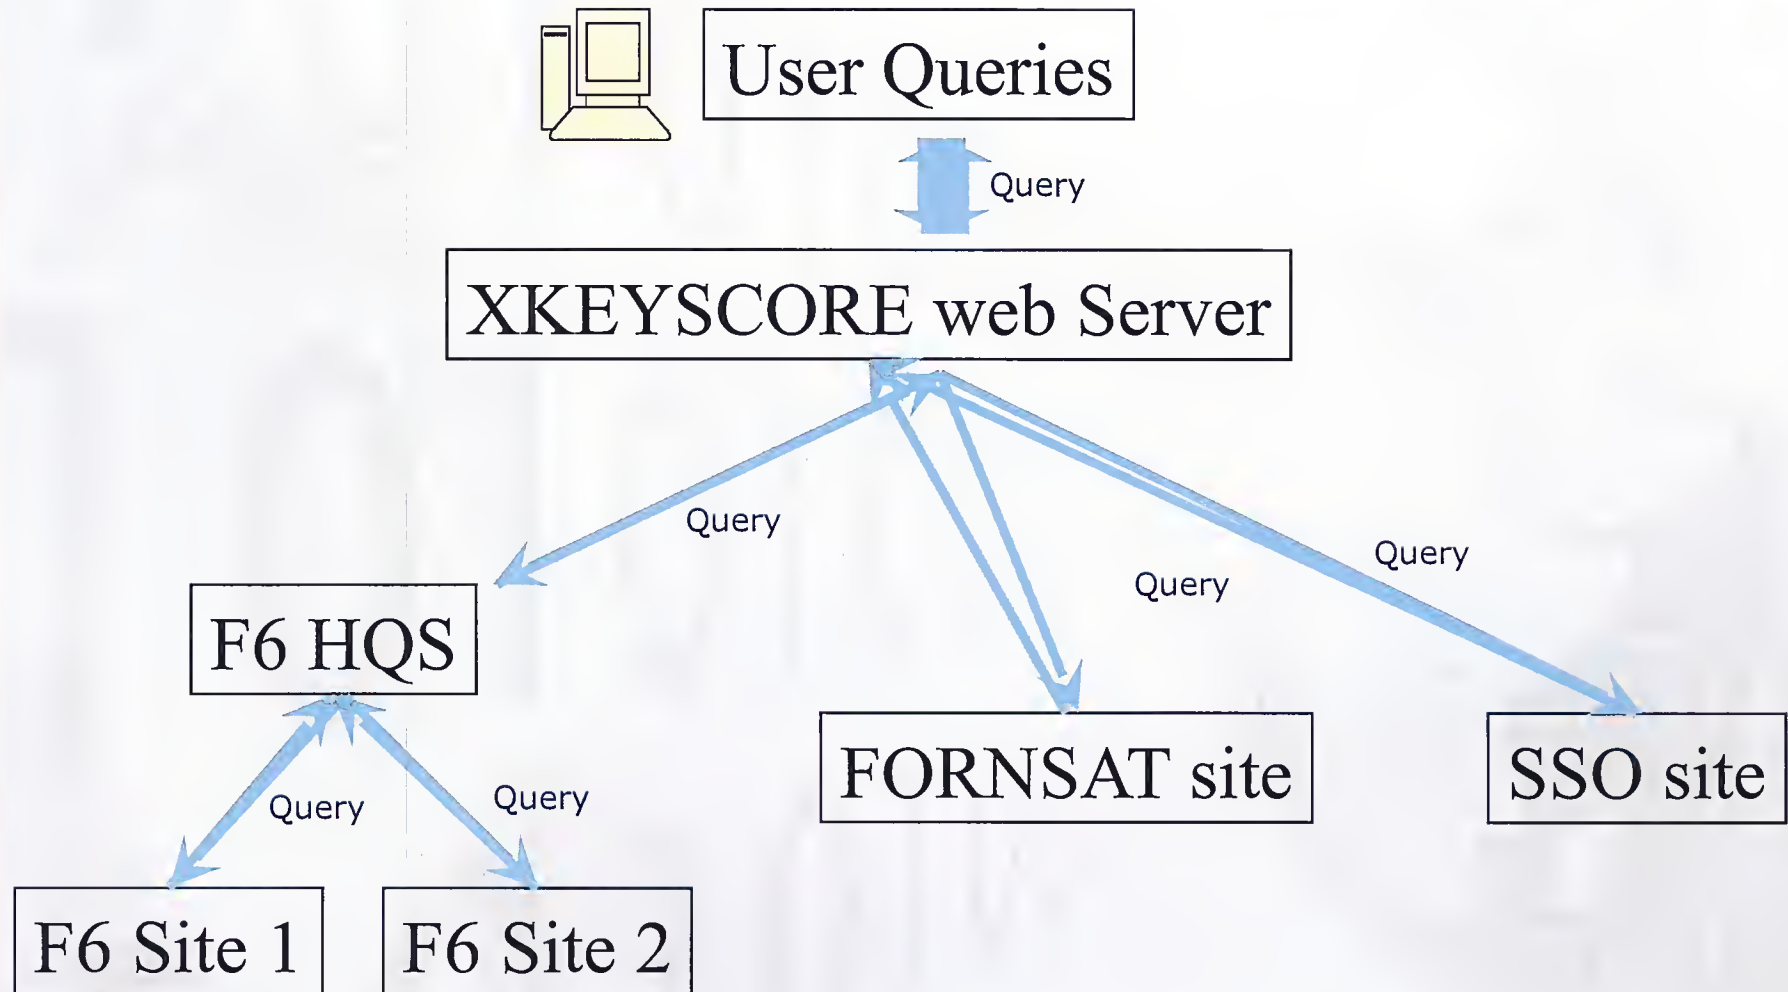 User Queries
Query
XKEYSCORE web Server
Query
Query
Query
F6 HQS
FORNSAT site
SSO site
Query
Query
F6 Site 1
F6 Site 2